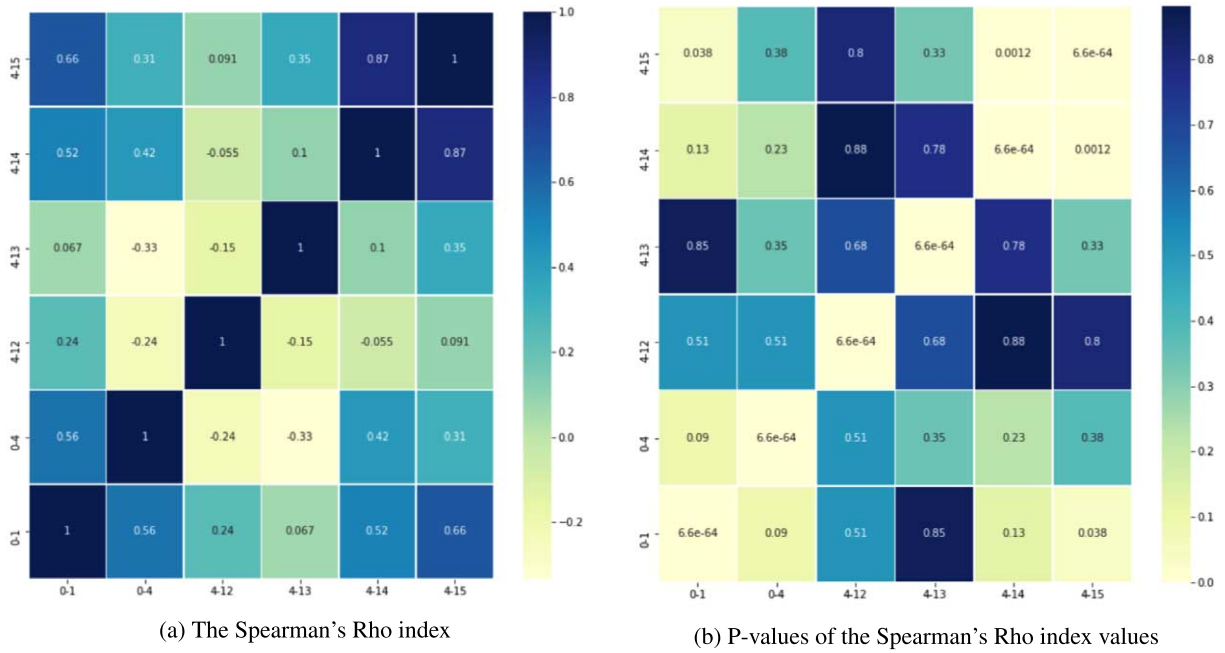 4-15 0.66 0.31 0.091 0.35 0.87 1
4-14 0.52 0.42 -0.055 0.1 1 0.87
4-13 0.067 -0.33 -0.15 1 0.1 0.35
4-12 0.24 -0.24 1 -0.15 -0.055 0.091
0-4 0.56 1 -0.24 -0.33 0.42 0.31
0-1 1 0.56 0.24 0.067 0.52 0.66
0-1 0-4 4-12 4-13 4-14 4-15
1.0
0.8
0.6
0.4
0.2
0.0
−0.2
(a) The Spearman's Rho index
4-15 0.038 0.38 0.8 0.33 0.0012 6.6e-64
4-14 0.13 0.23 0.88 0.78 6.6e-64 0.0012
4-13 0.85 0.35 0.68 6.6e-64 0.78 0.33
4-12 0.51 0.51 6.6e-64 0.68 0.88 0.8
0-4 0.09 6.6e-64 0.51 0.35 0.23 0.38
0-1 6.6e-64 0.09 0.51 0.85 0.13 0.038
0-1 0-4 4-12 4-13 4-14 4-15
0.8
0.7
0.6
0.5
0.4
0.3
0.2
0.1
0.0
(b) P-values of the Spearman's Rho index values